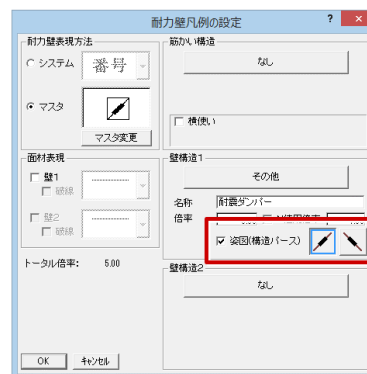 耐力壁凡例の設定
?
×
耐力壁表現方法
システム
番号
マスタ
マスタ変更
面材表現
壁1
破線
壁2
破線
トータル倍率: 5.00
OK
キャンセル
筋かい構造
なし
横使い
壁構造1
その他
名称 耐震ダンパー
倍率
姿図(構造パース)
壁構造2
なし